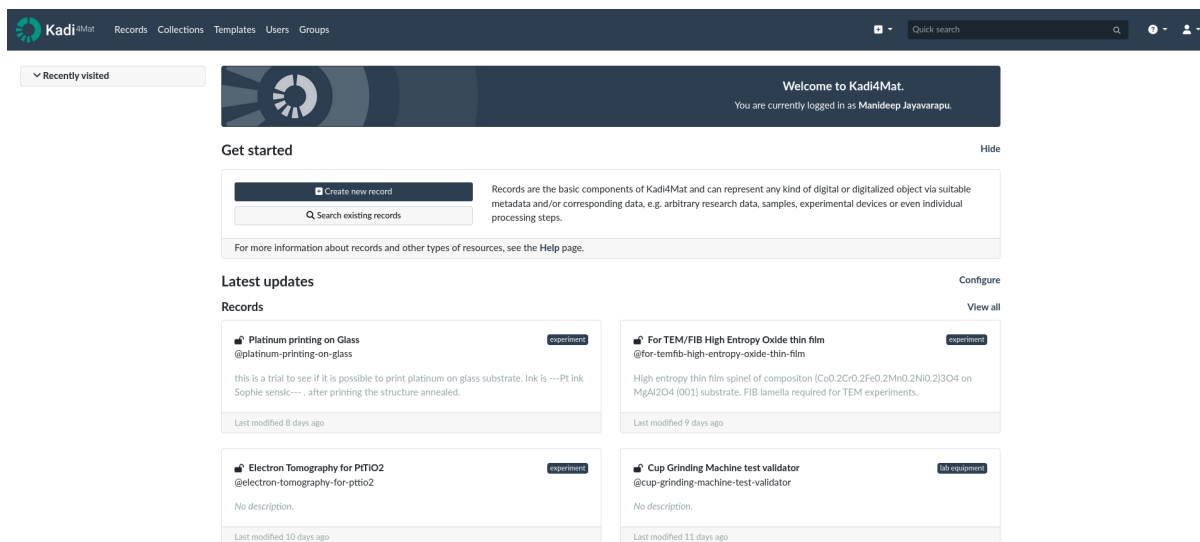 Kadi4Mat Records Collections Templates Users Groups Quick search
Recently visited
Welcome to Kadi4Mat.
You are currently logged in as Manideep Jayavarapu.
Get started Hide
Create new record
Search existing records
Records are the basic components of Kadi4Mat and can represent any kind of digital or digitalized object via suitable
metadata and/or corresponding data, e.g. arbitrary research data, samples, experimental devices or even individual
processing steps.
For more information about records and other types of resources, see the Help page.
Latest updates Configure
Records View all
Platinum printing on Glass experiment
@platinum-printing-on-glass
this is a trial to see if it is possible to print platinum on glass substrate. Ink is ---Pt ink
Sophie sensic--- . after printing the structure annealed.
Last modified 8 days ago
For TEM/FIB High Entropy Oxide thin film experiment
@for-temfib-high-entropy-oxide-thin-film
High entropy thin film spinel of compositon (Co0.2Cr0.2Fe0.2Mn0.2Ni0.2)3O4 on
MgAl2O4 (001) substrate. FIB lamella required for TEM experiments.
Last modified 9 days ago
Electron Tomography for PtTiO2 experiment
@electron-tomography-for-pttio2
No description.
Last modified 10 days ago
Cup Grinding Machine test validator lab equipment
@cup-grinding-machine-test-validator
No description.
Last modified 11 days ago